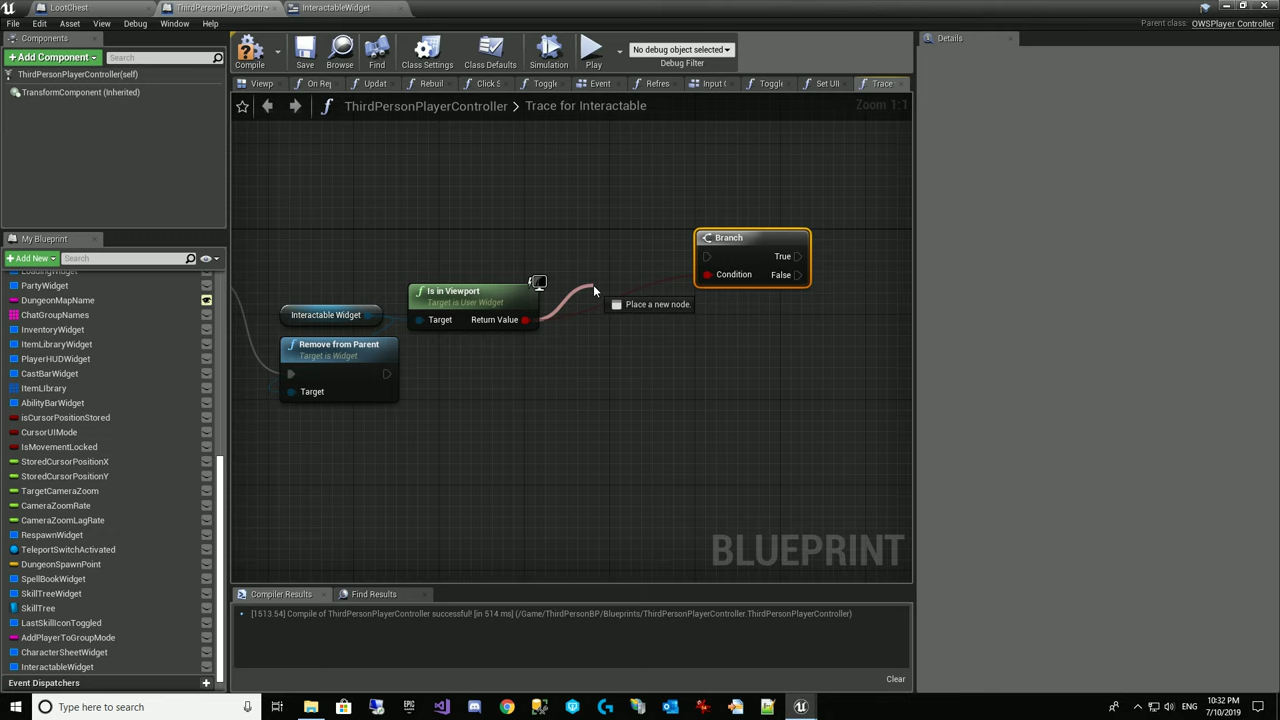 LootChest
ThirdPersonPlayerContro
InteractableWidget
File Edit Asset View Debug Window Help
Parent class: OWSPlayer Controller
Components
Add Component
Search
ThirdPersonPlayerController(self)
TransformComponent (Inherited)
Compile
Save
Browse
Find
Class Settings
Class Defaults
Simulation
Play
No debug object selected
Debug Filter
Details
Viewp
On Rep
Updat
Rebuil
Click S
Toggle
Event
Refres
Input C
Toggl
Set UII
Trace
ThirdPersonPlayerController > Trace for Interactable
Zoom 1:1
My Blueprint
Add New
Search
LoadingWidget
PartyWidget
DungeonMapName
ChatGroupNames
InventoryWidget
ItemLibraryWidget
PlayerHUDWidget
CastBarWidget
ItemLIbrary
AbilityBarWidget
isCursorPositionStored
CursorUIMode
IsMovementLocked
StoredCursorPositionX
StoredCursorPositionY
TargetCameraZoom
CameraZoomRate
CameraZoomLagRate
RespawnWidget
TeleportSwitchActivated
DungeonSpawnPoint
SpellBookWidget
SkillTreeWidget
SkillTree
LastSkillIconToggled
AddPlayerToGroupMode
CharacterSheetWidget
InteractableWidget
Event Dispatchers
Branch
True
Condition
False
Is in Viewport
Target is User Widget
Target
Return Value
Interactable Widget
Remove from Parent
Target is Widget
Target
Place a new node.
BLUEPRINT
Compiler Results
Find Results
[1513.54] Compile of ThirdPersonPlayerController successful! [in 514 ms] (/Game/ThirdPersonBP/Blueprints/ThirdPersonPlayerController.ThirdPersonPlayerController)
Clear
Type here to search
10:32 PM
7/10/2019